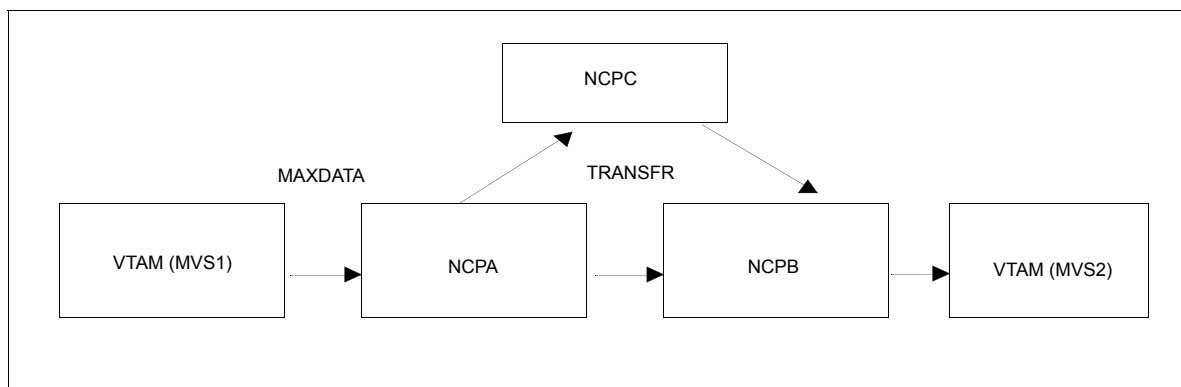 NCPC
MAXDATA
TRANSFR
VTAM (MVS1)
NCPA
NCPB
VTAM (MVS2)